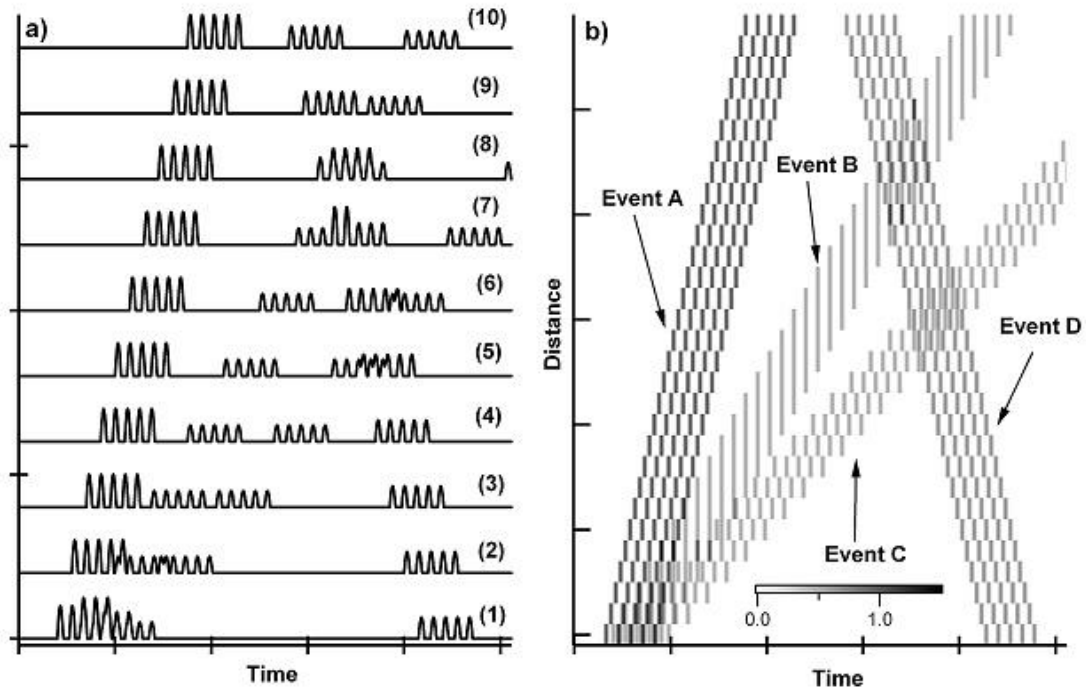 a)
(10)
(9)
(8)
(7)
(6)
(5)
(4)
(3)
(2)
(1)
Time
b)
Event A
Event B
Event D
Event C
0.0
1.0
Distance
Time